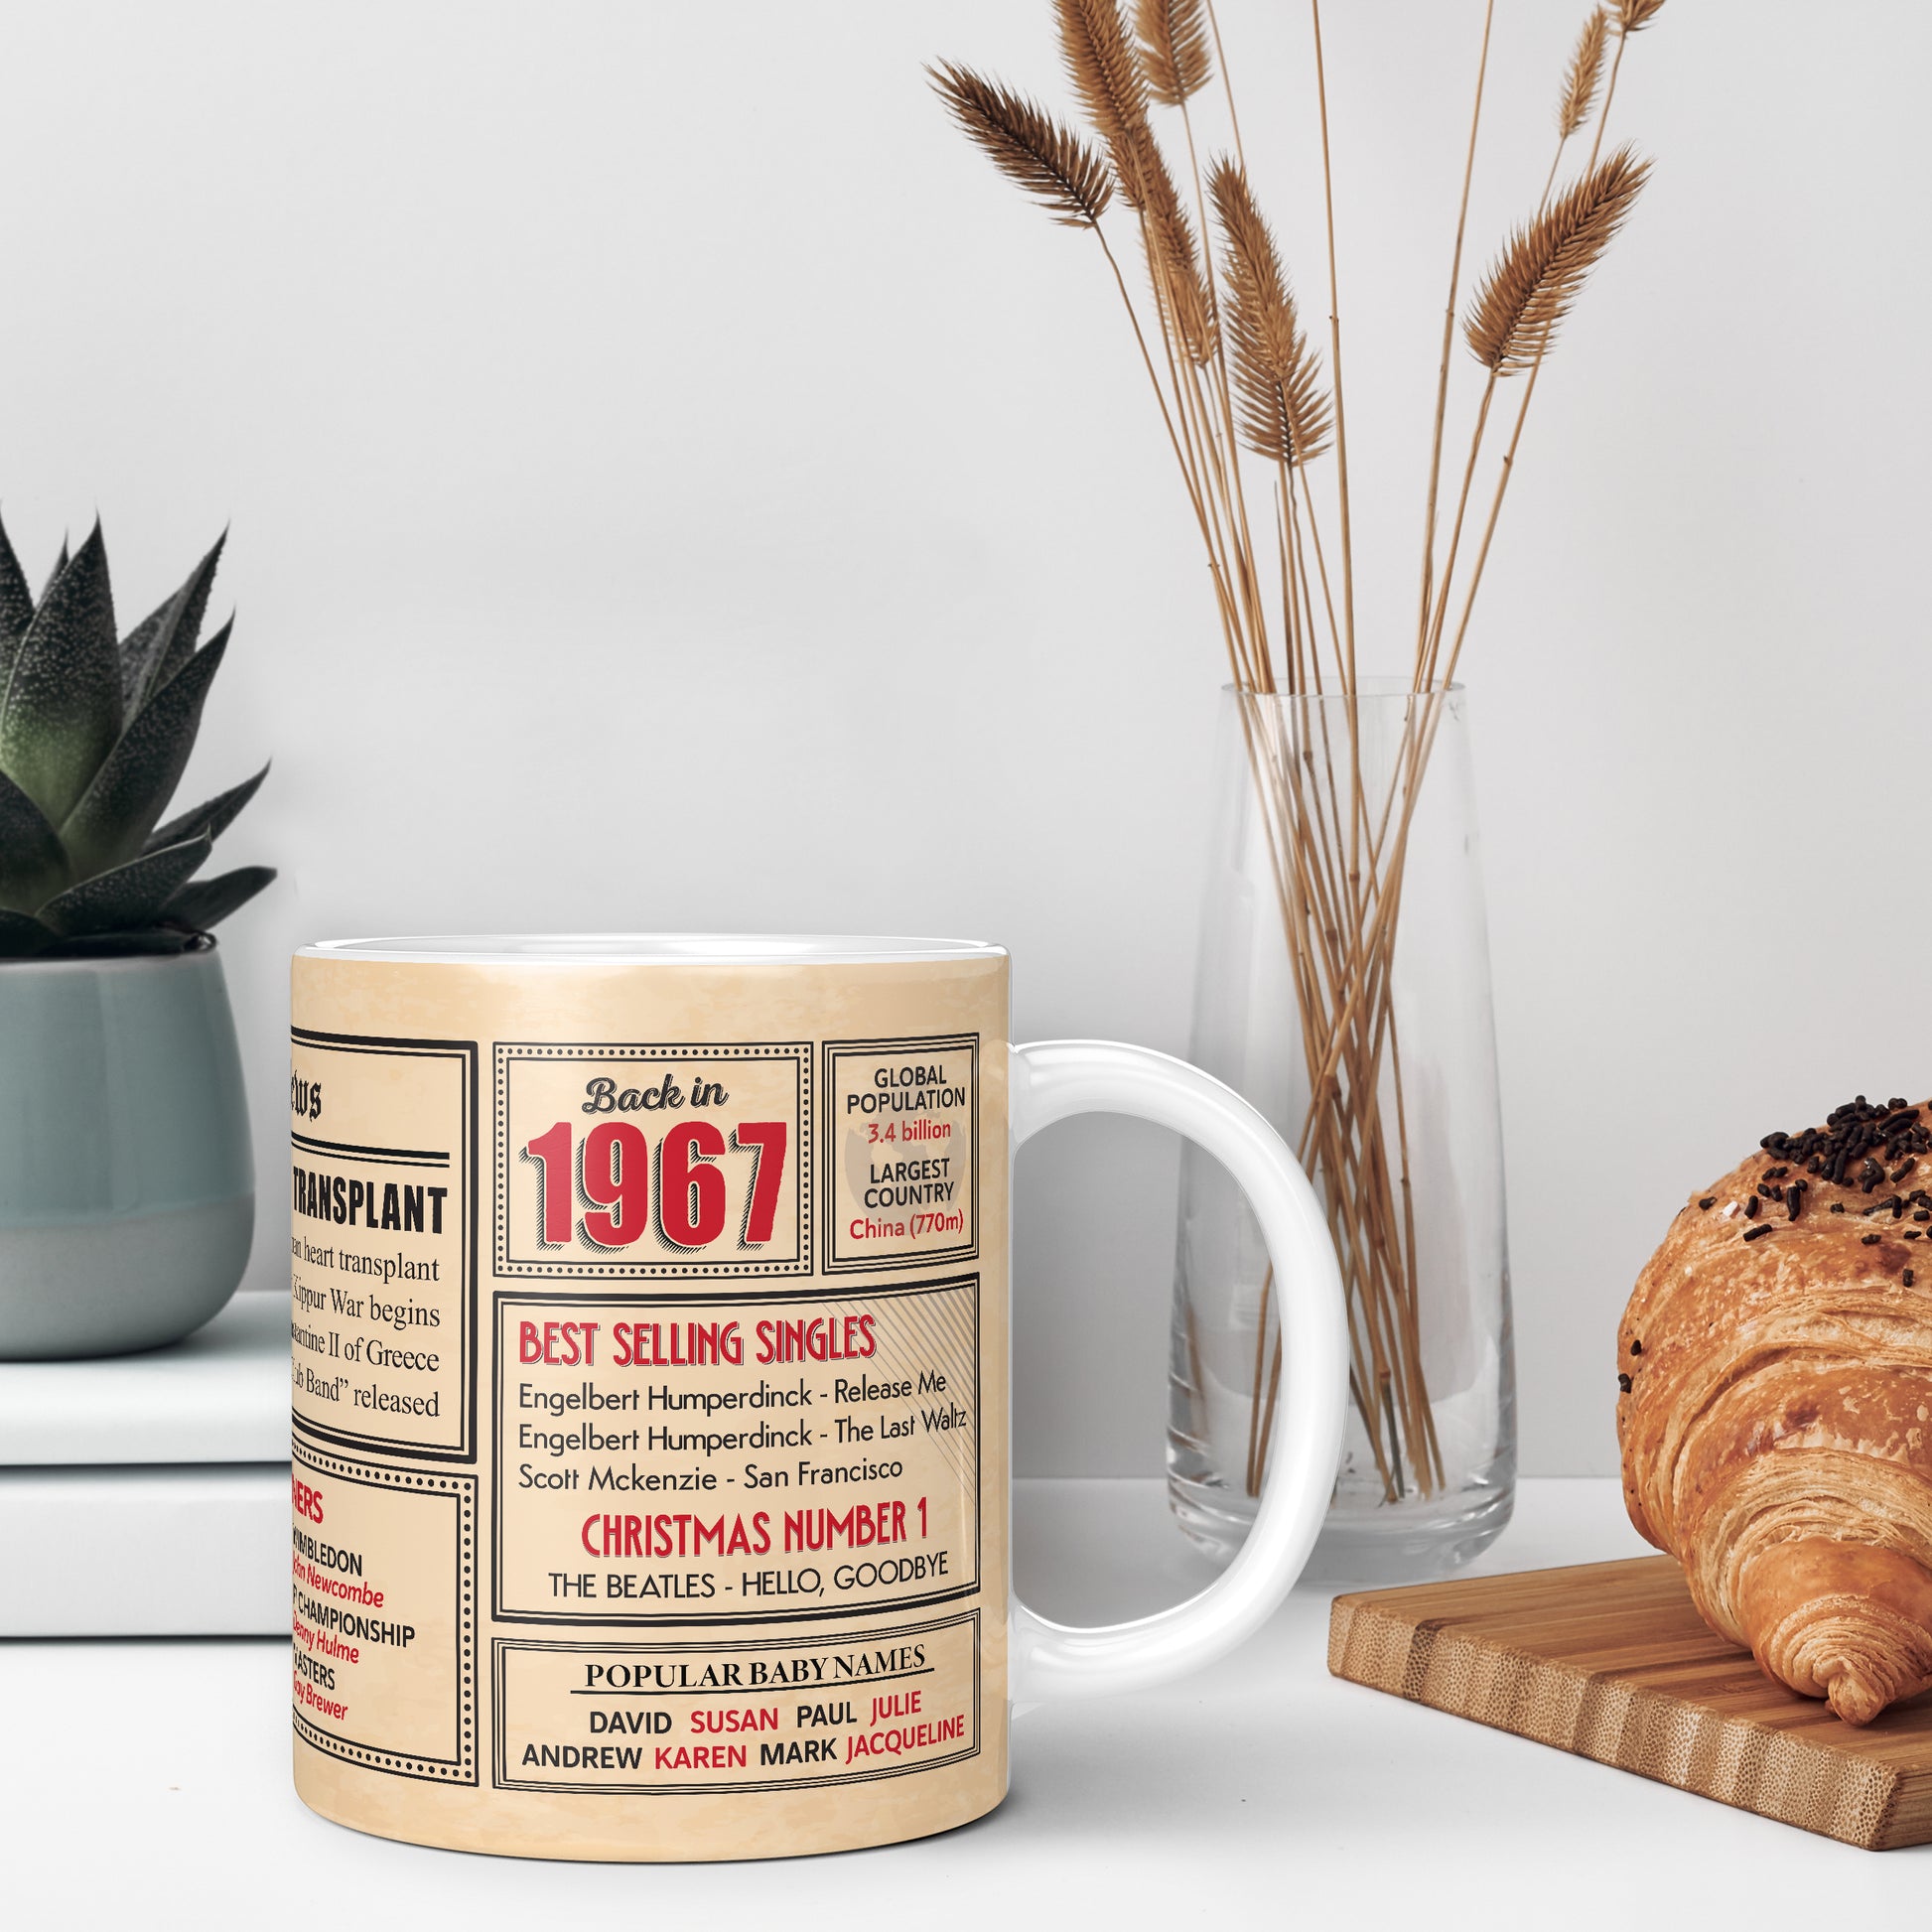 TRANSPLANT
heart transplant
Kippur War begins
II of Greece
Band” released
WIMBLEDON
John Newcombe
CHAMPIONSHIP
Denny Hulme
MASTERS
Gay Brewer
Back in
1967
GLOBAL
POPULATION
3.4 billion
LARGEST
COUNTRY
China (770m)
BEST SELLING SINGLES
Engelbert Humperdinck - Release Me
Engelbert Humperdinck - The Last Waltz
Scott Mckenzie - San Francisco
CHRISTMAS NUMBER 1
THE BEATLES - HELLO, GOODBYE
POPULAR BABY NAMES
DAVID SUSAN PAUL JULIE
ANDREW KAREN MARK JACQUELINE